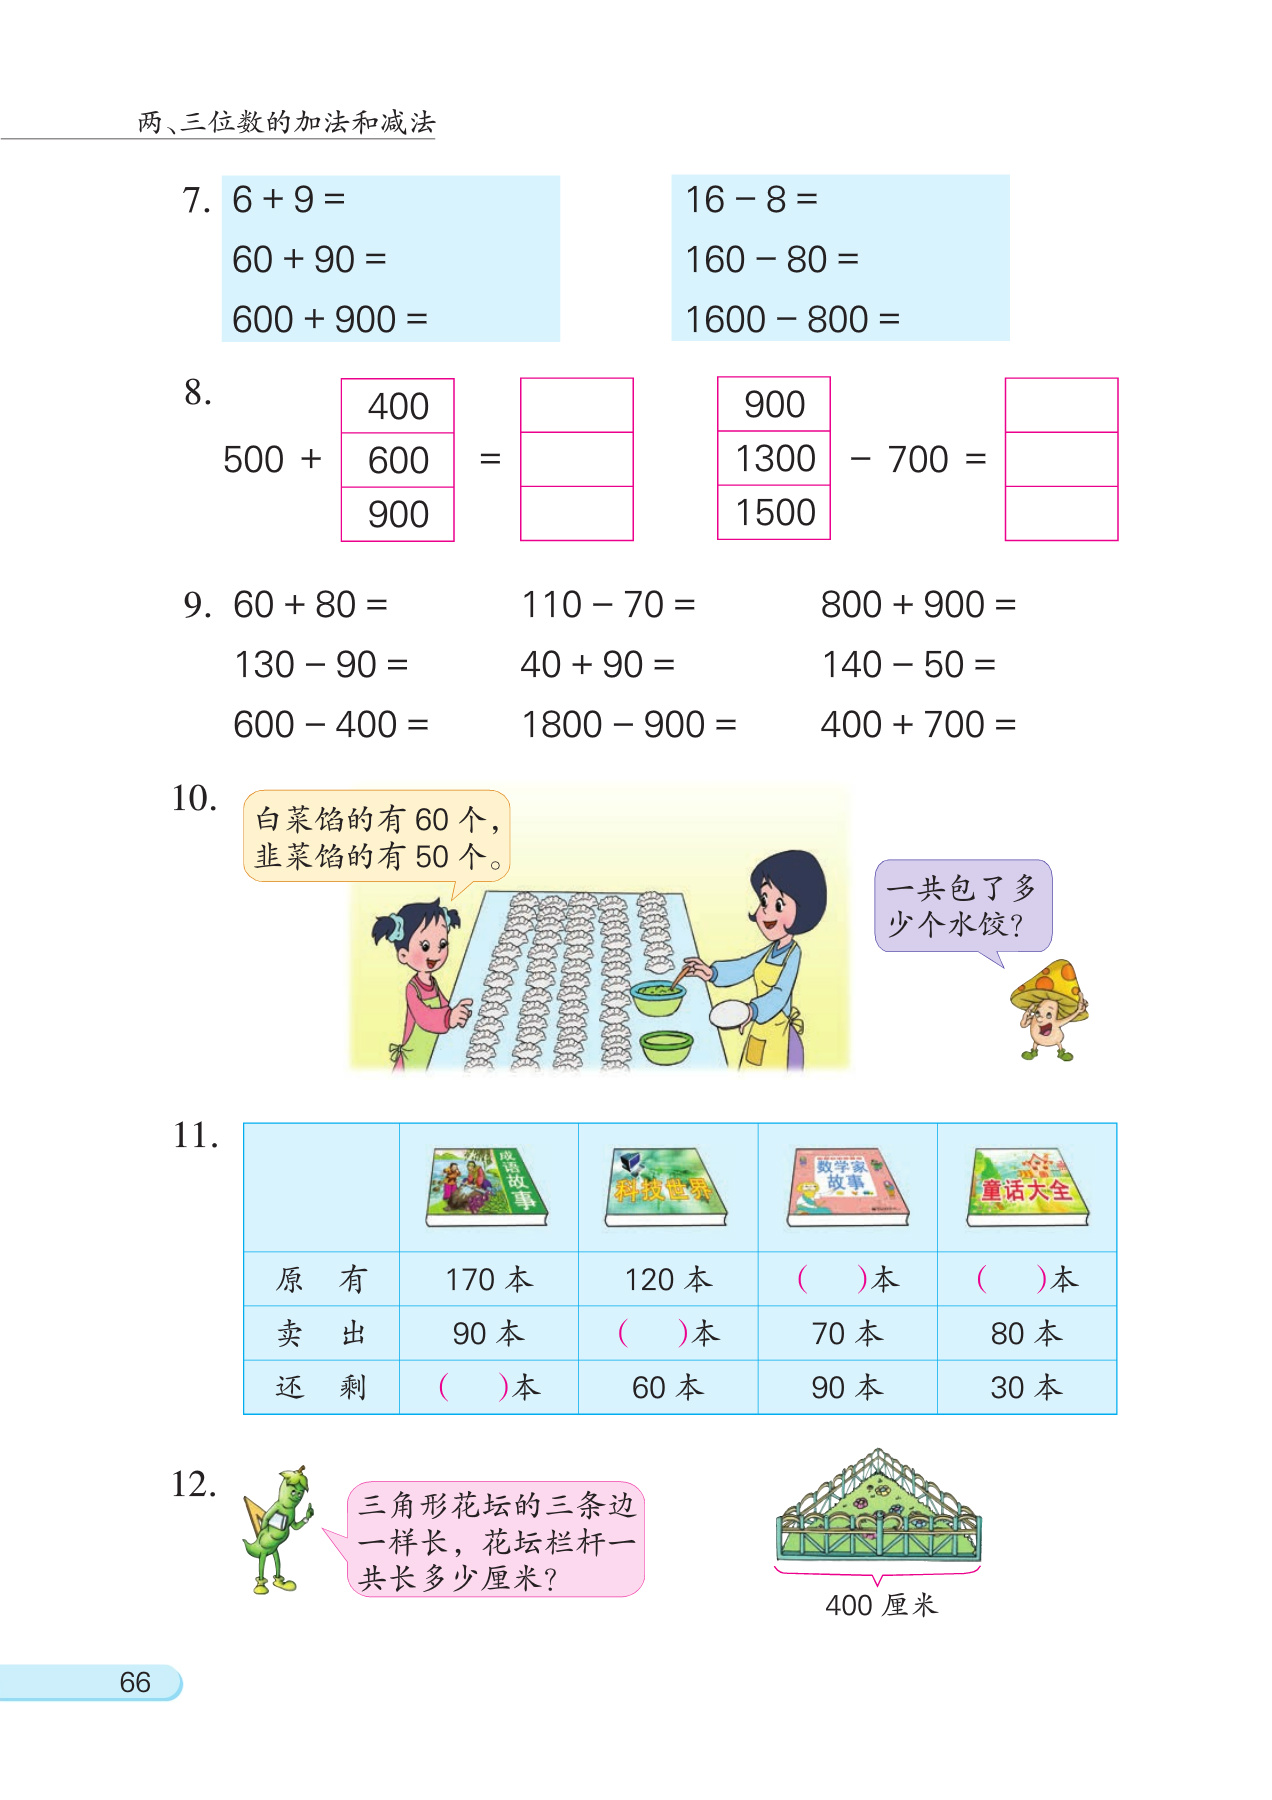 两、三位数的加法和减法
7. 6 + 9 = 16 − 8 =
60 + 90 = 160 − 80 =
600 + 900 = 1600 − 800 =
8.
400 900
500 + 600 = 1300 − 700 =
900 1500
9. 60 + 80 = 110 − 70 = 800 + 900 =
130 − 90 = 40 + 90 = 140 − 50 =
600 − 400 = 1800 − 900 = 400 + 700 =
10.
白菜馅的有 60 个，
韭菜馅的有 50 个。
一共包了多
少个水饺？
11.
成语故事 科技世界 数学家故事 童话大全
原 有 170 本 120 本 ( )本 ( )本
卖 出 90 本 ( )本 70 本 80 本
还 剩 ( )本 60 本 90 本 30 本
12.
三角形花坛的三条边
一样长，花坛栏杆一
共长多少厘米？
400 厘米
66